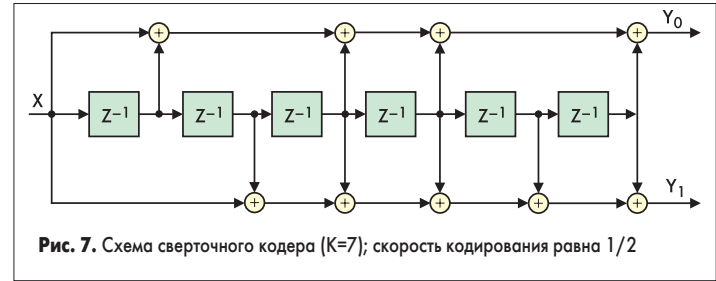 Y₀
X
Z⁻¹ Z⁻¹ Z⁻¹ Z⁻¹ Z⁻¹ Z⁻¹
Y₁
Рис. 7. Схема сверточного кодера (K=7); скорость кодирования равна 1/2